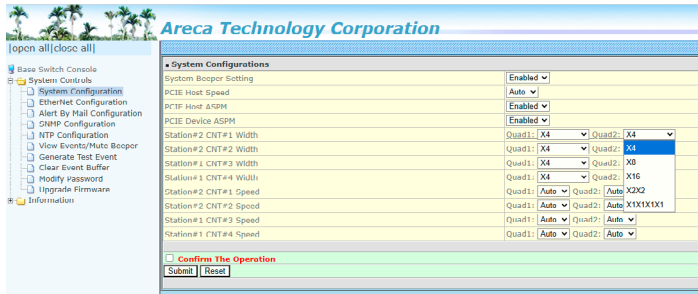 Areca Technology Corporation
|open all|close all|
Base Switch Console
System Controls
System Configuration
EtherNet Configuration
Alert By Mail Configuration
SNMP Configuration
NTP Configuration
View Events/Mute Beeper
Generate Test Event
Clear Event Buffer
Modify Password
Upgrade Firmware
Information
System Configurations
System Beeper Setting Enabled
PCIE Host Speed Auto
PCIE Host ASPM Enabled
PCIE Device ASPM Enabled
Station#2 CNT#1 Width Quad1: X4 Quad2: X4
Station#2 CNT#2 Width Quad1: X4 Quad2: X4
Station#1 CNT#3 Width Quad1: X4 Quad2: X8
Station#1 CNT#4 Width Quad1: X4 Quad2: X16
Station#2 CNT#1 Speed Quad1: Auto Quad2: Auto X2X2
Station#2 CNT#2 Speed Quad1: Auto Quad2: Auto X1X1X1X1
Station#1 CNT#3 Speed Quad1: Auto Quad2: Auto
Station#1 CNT#4 Speed Quad1: Auto Quad2: Auto
Confirm The Operation
Submit Reset